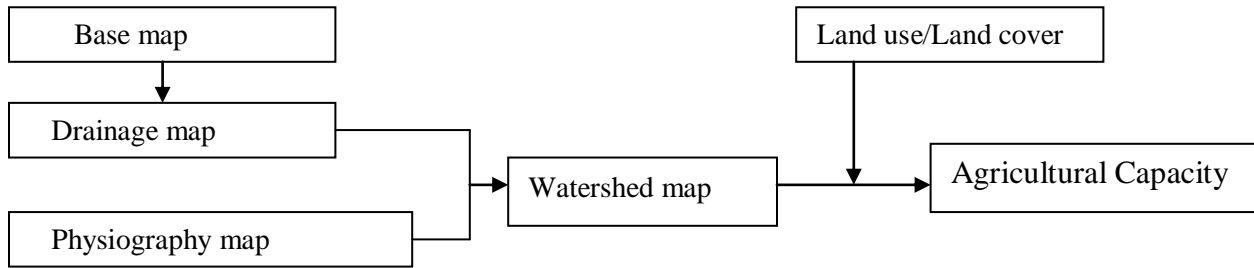 Base map
Land use/Land cover
Drainage map
Watershed map
Agricultural Capacity
Physiography map